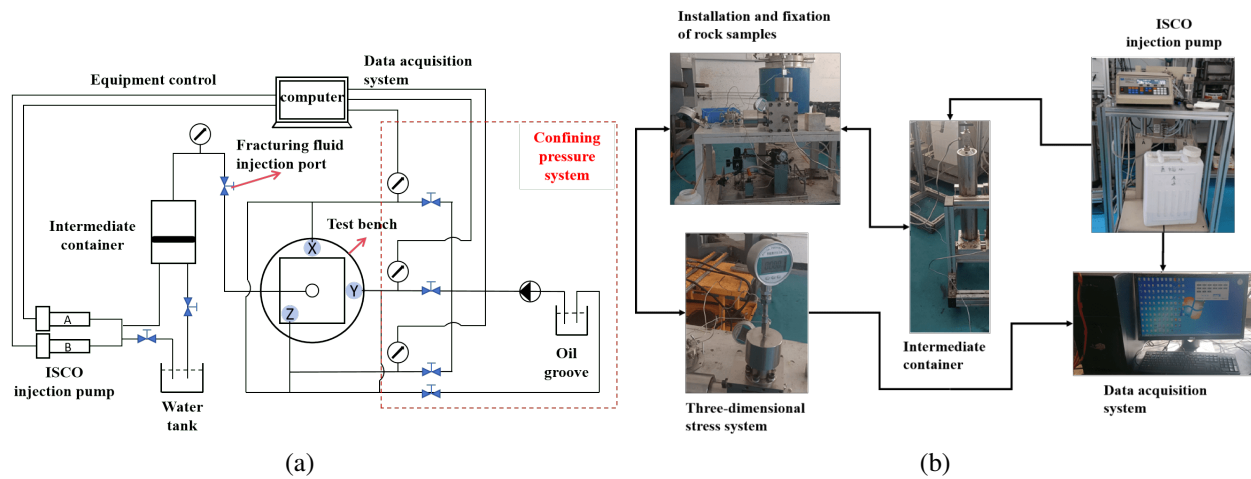 Equipment control
Data acquisition
system
computer
Fracturing fluid
injection port
Confining
pressure
system
Intermediate
container
Test bench
X
Y
Z
A
B
ISCO
injection pump
Water
tank
Oil
groove
(a)
Installation and fixation
of rock samples
ISCO
injection pump
Three-dimensional
stress system
Intermediate
container
Data acquisition
system
(b)